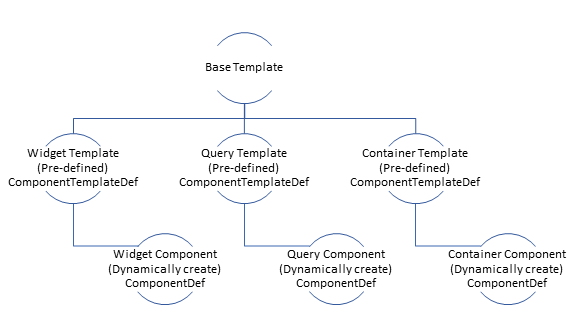 Base Template
Widget Template
(Pre-defined)
ComponentTemplateDef
Query Template
(Pre-defined)
ComponentTemplateDef
Container Template
(Pre-defined)
ComponentTemplateDef
Widget Component
(Dynamically create)
ComponentDef
Query Component
(Dynamically create)
ComponentDef
Container Component
(Dynamically create)
ComponentDef